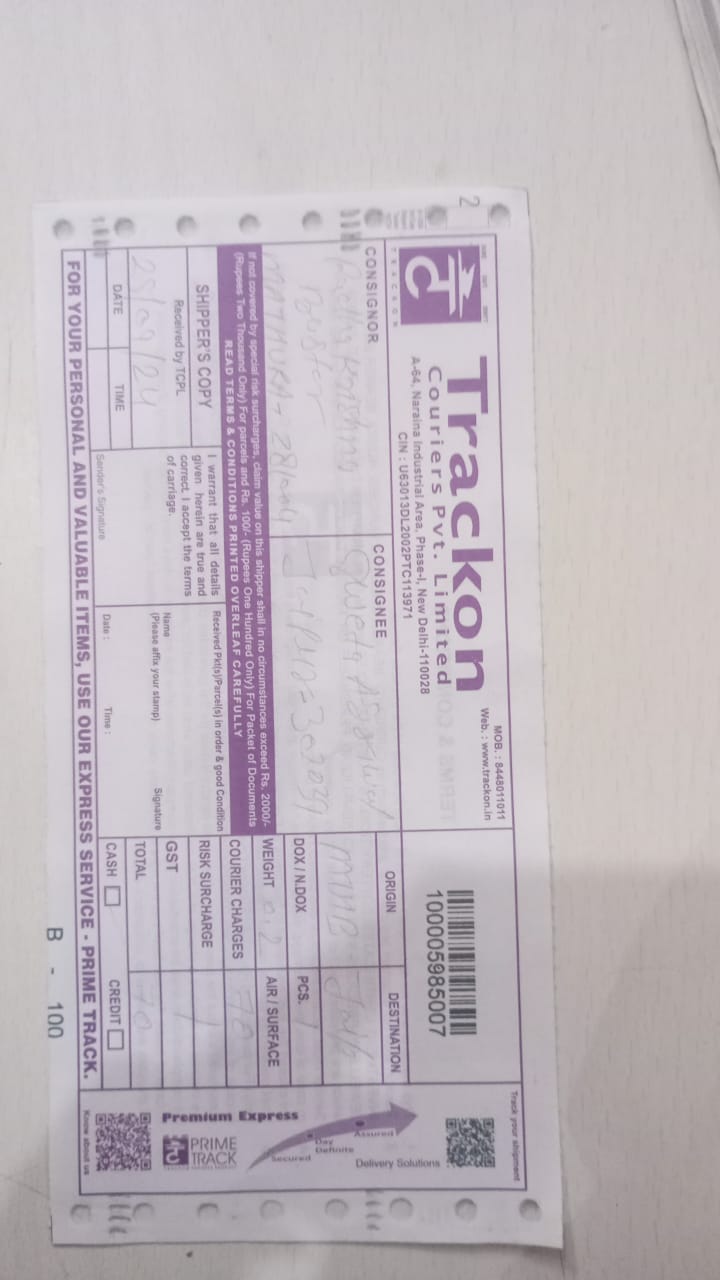 2
TRACKON
Trackon
Couriers Pvt. Limited
A-64, Naraina Industrial Area, Phase-I, New Delhi-110028
CIN : U63013DL2002PTC113971
MOB. : 8448011011
Web. : www.trackon.in
100005985007
Track your shipment
CONSIGNOR
MATHURA - 281004
CONSIGNEE
Jaipur = 302039
ORIGIN
DESTINATION
DOX / N.DOX
PCS.
WEIGHT 0.2
AIR / SURFACE
COURIER CHARGES 70
RISK SURCHARGE
GST
TOTAL 70
CASH
CREDIT
If not covered by special risk surcharges, claim value on this shipper shall in no circumstances exceed Rs. 2000/-
(Rupees Two Thousand Only) For parcels and Rs. 100/- (Rupees One Hundred Only) For Packet of Documents
READ TERMS & CONDITIONS PRINTED OVERLEAF CAREFULLY
SHIPPER'S COPY
Received by TCPL
25/09/24
DATE
TIME
I warrant that all details
given herein are true and
correct. I accept the terms
of carriage.
Sender's Signature
Received Pkt(s)/Parcel(s) in order & good Condition
Name
(Please affix your stamp)
Signature
Date :
Time :
Delivery Solutions
Assured
Day
Definite
Secured
Premium Express
PRIME
TRACK
Know about us
FOR YOUR PERSONAL AND VALUABLE ITEMS, USE OUR EXPRESS SERVICE - PRIME TRACK.
B - 100